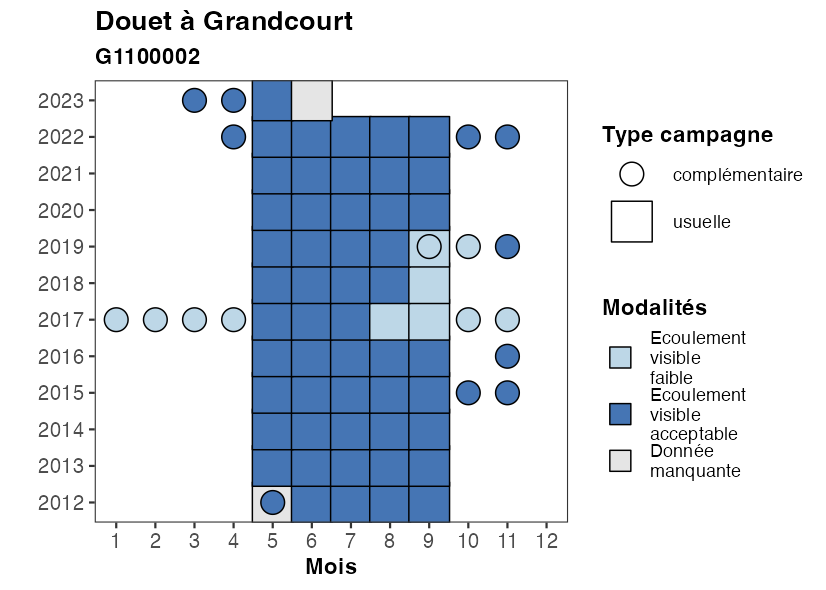 Douet à Grandcourt
G1100002
2023
2022
2021
2020
2019
2018
2017
2016
2015
2014
2013
2012
1 2 3 4 5 6 7 8 9 10 11 12
Mois
Type campagne
complémentaire
usuelle
Modalités
Ecoulement
visible
faible
Ecoulement
visible
acceptable
Donnée
manquante